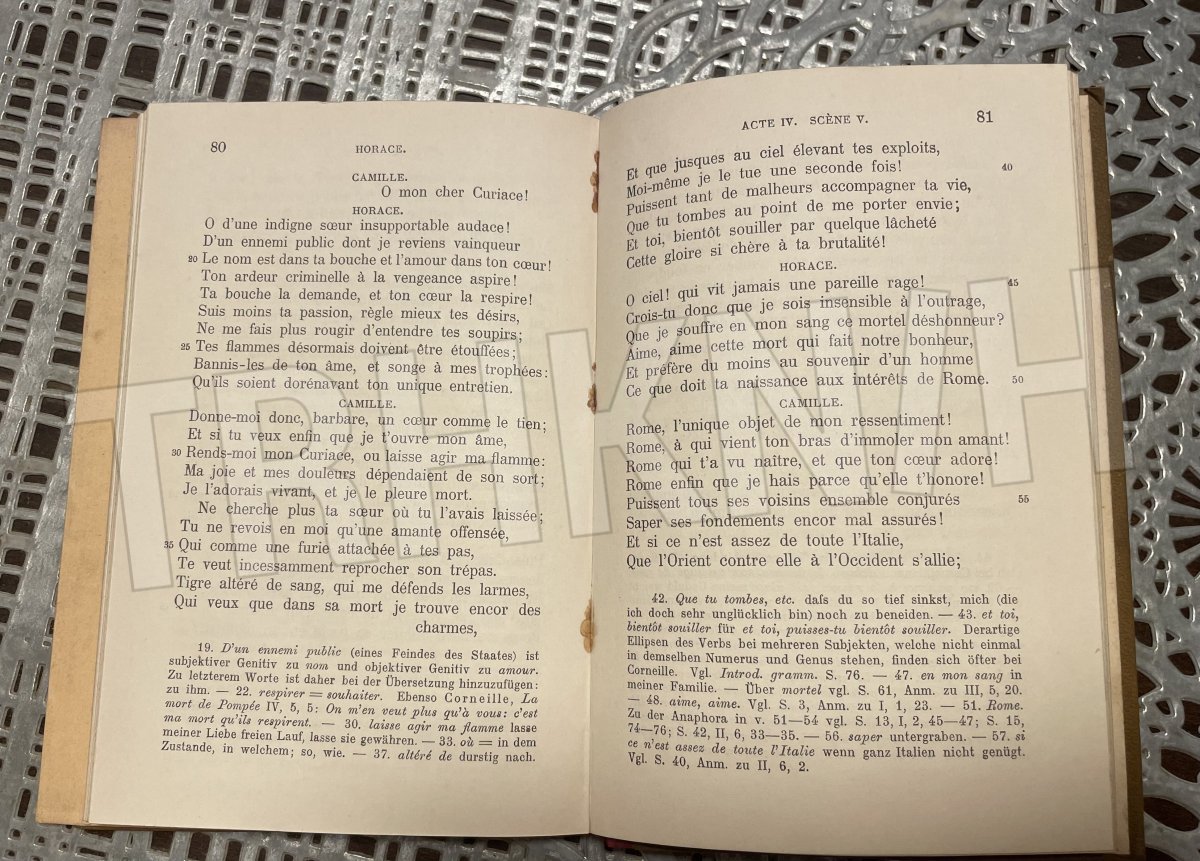 80
HORACE.
CAMILLE.
O mon cher Curiace!
HORACE.
O d'une indigne sœur insupportable audace!
D'un ennemi public dont je reviens vainqueur
20 Le nom est dans ta bouche et l'amour dans ton cœur!
Ton ardeur criminelle à la vengeance aspire!
Ta bouche la demande, et ton cœur la respire!
Suis moins ta passion, règle mieux tes désirs,
Ne me fais plus rougir d'entendre tes soupirs;
25 Tes flammes désormais doivent être étouffées;
Bannis-les de ton âme, et songe à mes trophées:
Qu'ils soient dorénavant ton unique entretien.
CAMILLE.
Donne-moi donc, barbare, un cœur comme le tien;
Et si tu veux enfin que je t'ouvre mon âme,
30 Rends-moi mon Curiace, ou laisse agir ma flamme:
Ma joie et mes douleurs dépendaient de son sort;
Je l'adorais vivant, et je le pleure mort.
Ne cherche plus ta sœur où tu l'avais laissée;
Tu ne revois en moi qu'une amante offensée,
35 Qui comme une furie attachée à tes pas,
Te veut incessamment reprocher son trépas.
Tigre altéré de sang, qui me défends les larmes,
Qui veux que dans sa mort je trouve encor des
charmes,
19. D'un ennemi public (eines Feindes des Staates) ist
subjektiver Genitiv zu nom und objektiver Genitiv zu amour.
Zu letzterem Worte ist daher bei der Übersetzung hinzuzufügen:
zu ihm. — 22. respirer = souhaiter. Ebenso Corneille, La
mort de Pompée IV, 5, 5: On m'en veut plus qu'à vous: c'est
ma mort qu'ils respirent. — 30. laisse agir ma flamme lasse
meiner Liebe freien Lauf, lasse sie gewähren. — 33. où = in dem
Zustande, in welchem; so, wie. — 37. altéré de durstig nach.
ACTE IV. SCÈNE V.
81
Et que jusques au ciel élevant tes exploits,
Moi-même je le tue une seconde fois! 40
Puissent tant de malheurs accompagner ta vie,
Que tu tombes au point de me porter envie;
Et toi, bientôt souiller par quelque lâcheté
Cette gloire si chère à ta brutalité!
HORACE.
O ciel! qui vit jamais une pareille rage! 45
Crois-tu donc que je sois insensible à l'outrage,
Que je souffre en mon sang ce mortel déshonneur?
Aime, aime cette mort qui fait notre bonheur,
Et préfère du moins au souvenir d'un homme
Ce que doit ta naissance aux intérêts de Rome. 50
CAMILLE.
Rome, l'unique objet de mon ressentiment!
Rome, à qui vient ton bras d'immoler mon amant!
Rome qui t'a vu naître, et que ton cœur adore!
Rome enfin que je hais parce qu'elle t'honore!
Puissent tous ses voisins ensemble conjurés 55
Saper ses fondements encor mal assurés!
Et si ce n'est assez de toute l'Italie,
Que l'Orient contre elle à l'Occident s'allie;
42. Que tu tombes, etc. daſs du so tief sinkst, mich (die
ich doch sehr unglücklich bin) noch zu beneiden. — 43. et toi,
bientôt souiller für et toi, puisses-tu bientôt souiller. Derartige
Ellipsen des Verbs bei mehreren Subjekten, welche nicht einmal
in demselben Numerus und Genus stehen, finden sich öfter bei
Corneille. Vgl. Introd. gramm. S. 76. — 47. en mon sang in
meiner Familie. — Über mortel vgl. S. 61, Anm. zu III, 5, 20.
— 48. aime, aime. Vgl. S. 3, Anm. zu I, 1, 23. — 51. Rome.
Zu der Anaphora in v. 51—54 vgl. S. 13, I, 2, 45—47; S. 15,
74—76; S. 42, II, 6, 33—35. — 56. saper untergraben. — 57. si
ce n'est assez de toute l'Italie wenn ganz Italien nicht genügt.
Vgl. S. 40, Anm. zu II, 6, 2.